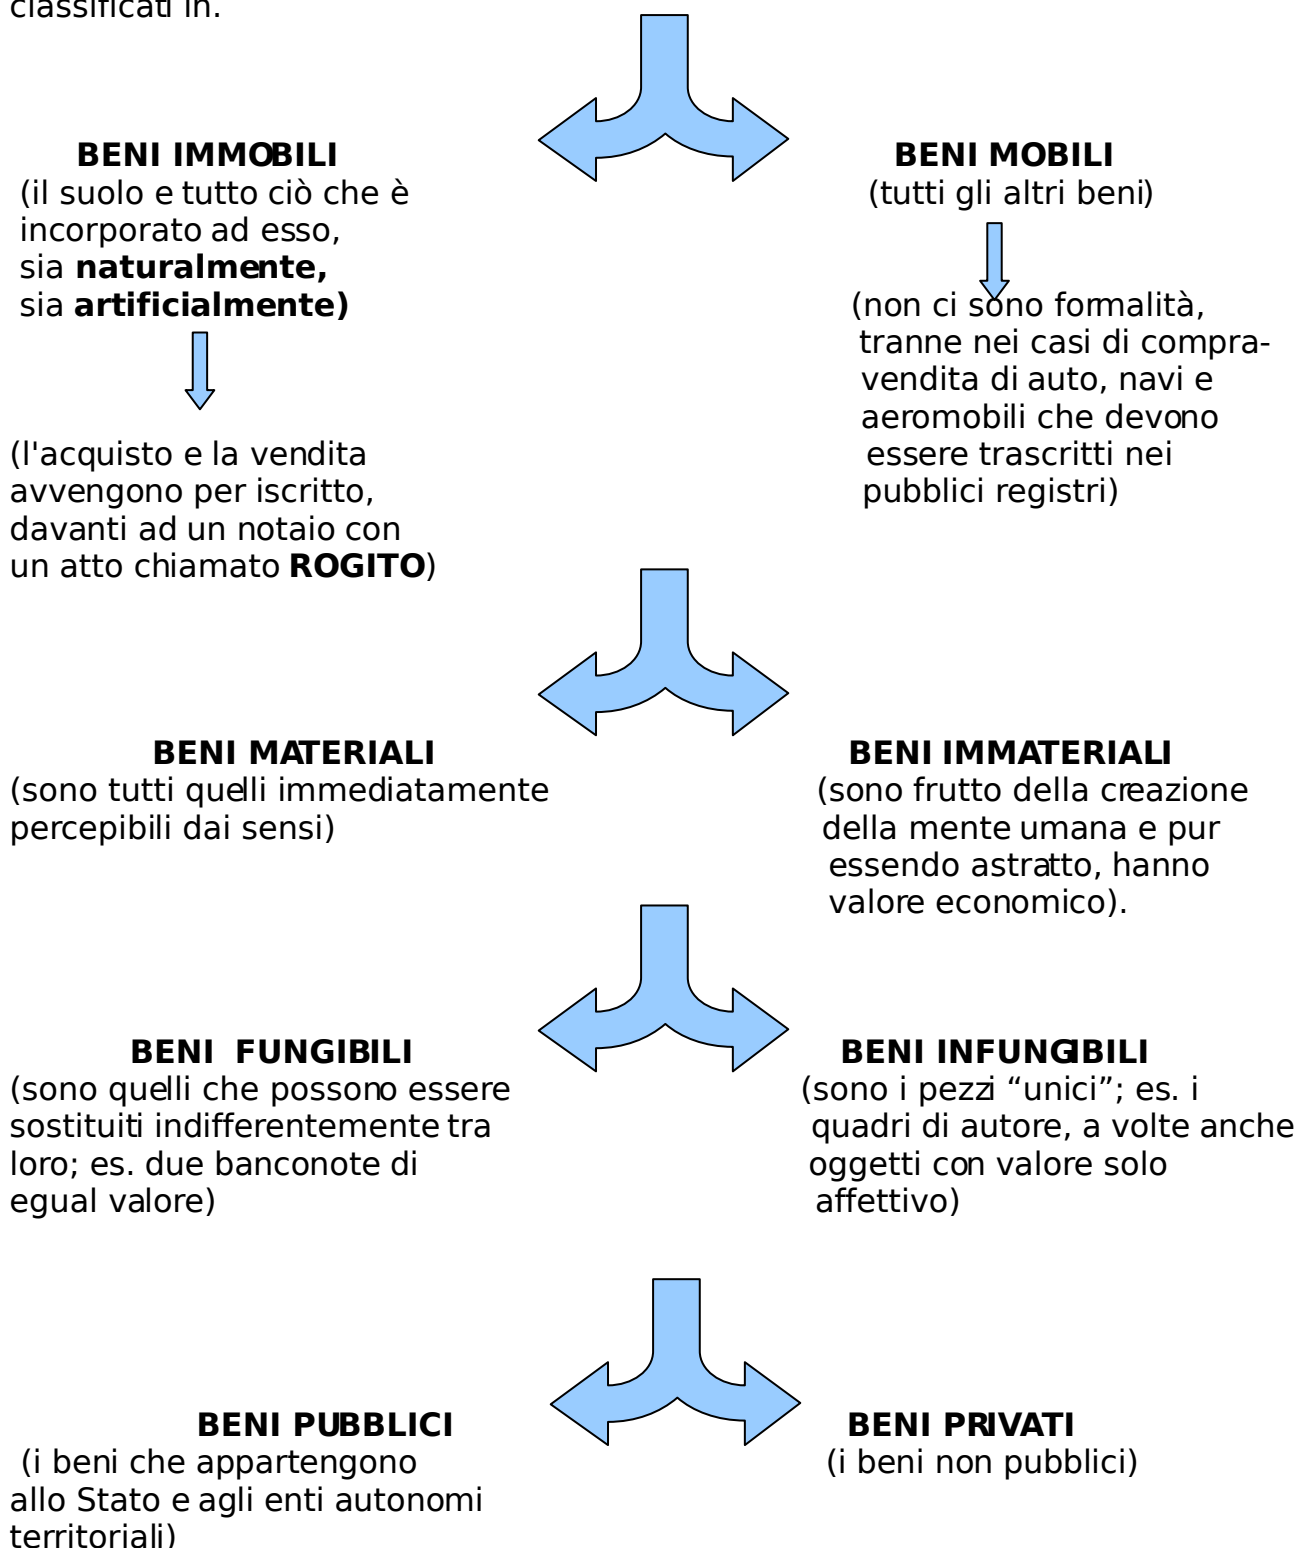 classificati in.
BENI IMMOBILI
(il suolo e tutto ciò che è
incorporato ad esso,
sia naturalmente,
sia artificialmente)
(l'acquisto e la vendita
avvengono per iscritto,
davanti ad un notaio con
un atto chiamato ROGITO)
BENI MOBILI
(tutti gli altri beni)
(non ci sono formalità,
tranne nei casi di compra-
vendita di auto, navi e
aeromobili che devono
essere trascritti nei
pubblici registri)
BENI MATERIALI
(sono tutti quelli immediatamente
percepibili dai sensi)
BENI IMMATERIALI
(sono frutto della creazione
della mente umana e pur
essendo astratto, hanno
valore economico).
BENI FUNGIBILI
(sono quelli che possono essere
sostituiti indifferentemente tra
loro; es. due banconote di
egual valore)
BENI INFUNGIBILI
(sono i pezzi “unici”; es. i
quadri di autore, a volte anche
oggetti con valore solo
affettivo)
BENI PUBBLICI
(i beni che appartengono
allo Stato e agli enti autonomi
territoriali)
BENI PRIVATI
(i beni non pubblici)